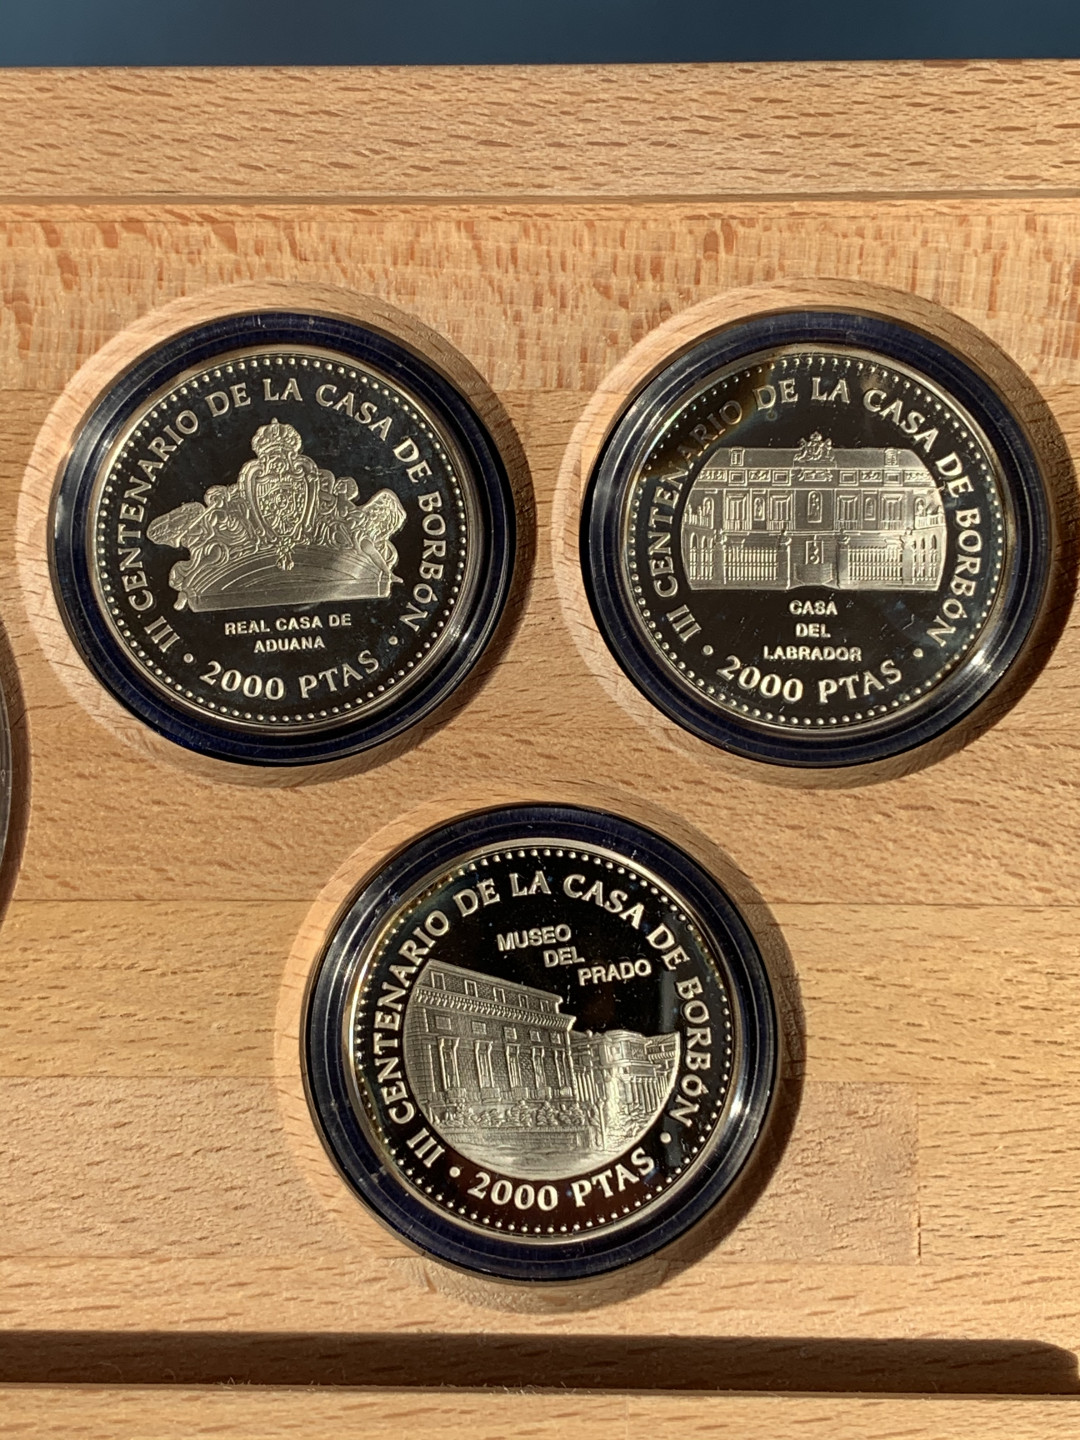 III CENTENARIO DE LA CASA DE BORBÓN
REAL CASA DE
ADUANA
• 2000 PTAS •
III CENTENARIO DE LA CASA DE BORBÓN
CASA
DEL
LABRADOR
• 2000 PTAS •
III CENTENARIO DE LA CASA DE BORBÓN
MUSEO
DEL
PRADO
• 2000 PTAS •